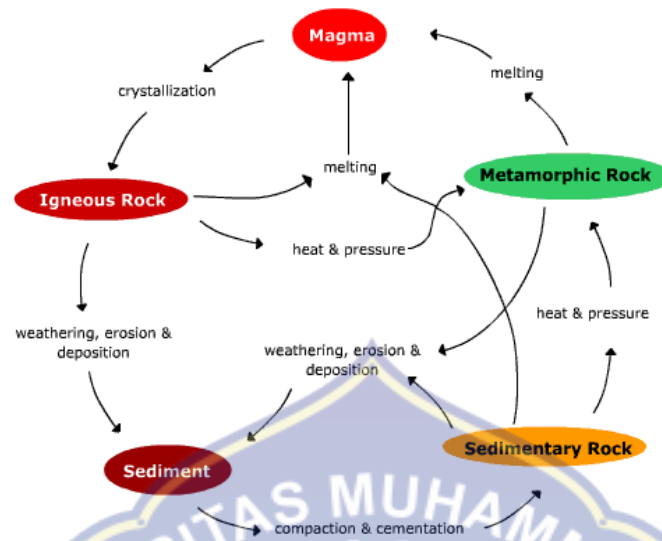 Magma
melting
crystallization
melting
Metamorphic Rock
Igneous Rock
heat & pressure
heat & pressure
weathering, erosion &
deposition
weathering, erosion &
deposition
Sedimentary Rock
Sediment
ITAS MUHAM
compaction & cementation